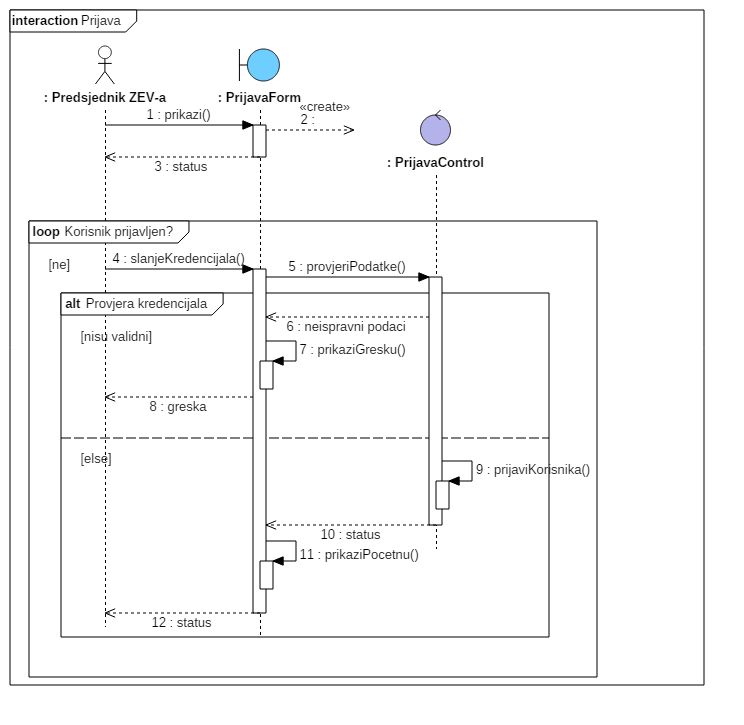 interaction Prijava
: Predsjednik ZEV-a
: PrijavaForm
«create»
1 : prikazi()
2 :
: PrijavaControl
3 : status
loop Korisnik prijavljen?
[ne]
4 : slanjeKredencijala()
5 : provjeriPodatke()
alt Provjera kredencijala
6 : neispravni podaci
[nisu validni]
7 : prikaziGresku()
8 : greska
[else]
9 : prijaviKorisnika()
10 : status
11 : prikaziPocetnu()
12 : status